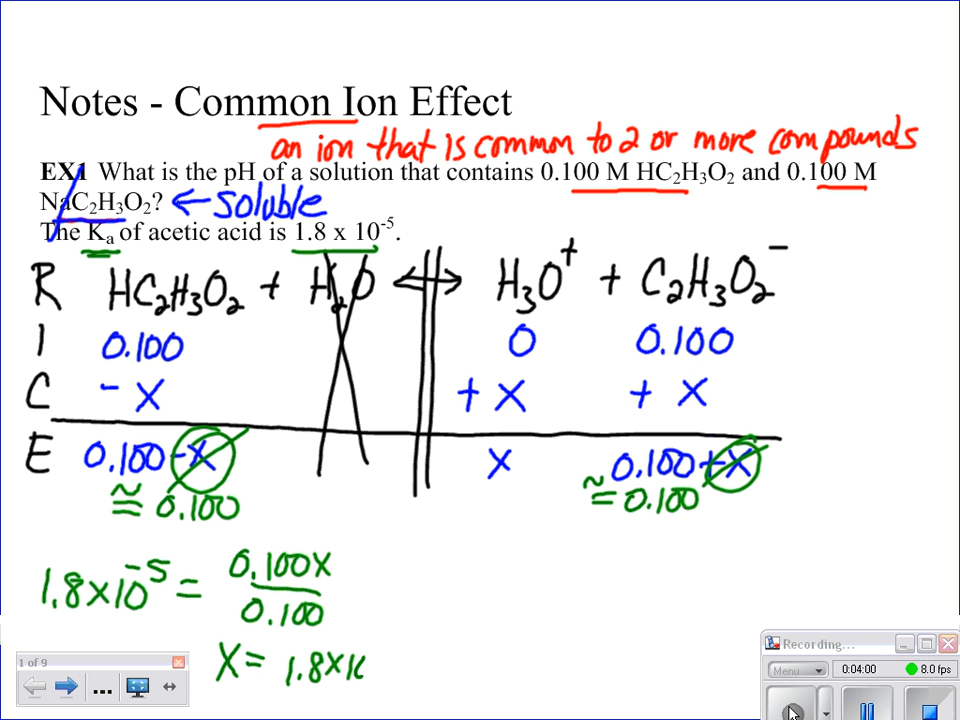 Notes - Common Ion Effect
an ion that is common to 2 or more compounds
EX1 What is the pH of a solution that contains 0.100 M HC₂H₃O₂ and 0.100 M
NaC₂H₃O₂? ← soluble
The Kₐ of acetic acid is 1.8 x 10⁻⁵.
R HC₂H₃O₂ + H₂O ↔ H₃O⁺ + C₂H₃O₂⁻
I 0.100 0 0.100
C - x + x + x
E 0.100 - x x 0.100 + x
≅ 0.100 ≅ 0.100
1.8 x 10⁻⁵ = 0.100x
0.100
x = 1.8 x 1
1 of 9
Recording...
Menu 0:04:00 8.0 fps